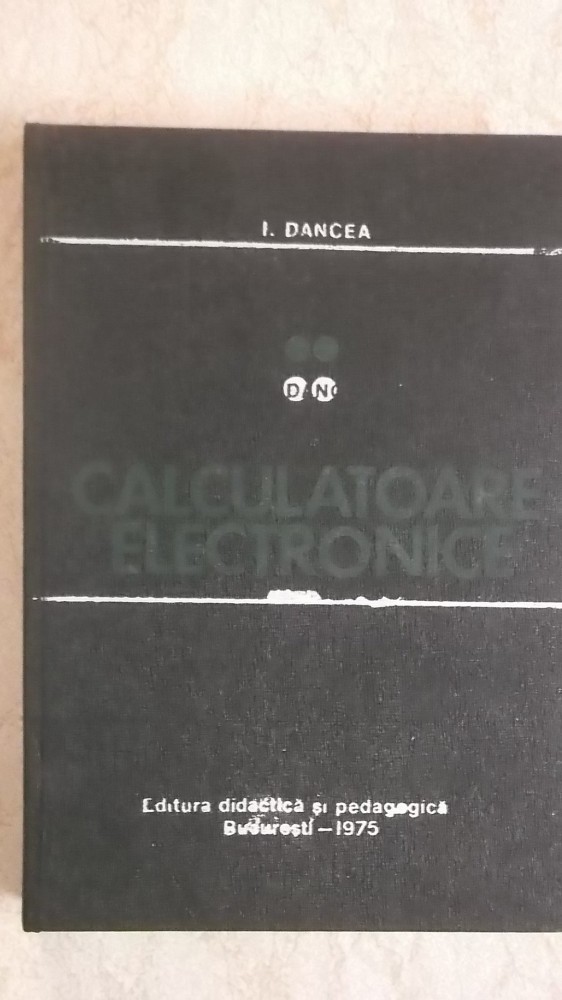 I. DANCEA
CALCULATOARE
ELECTRONICE
Editura didactică și pedagogică
București – 1975